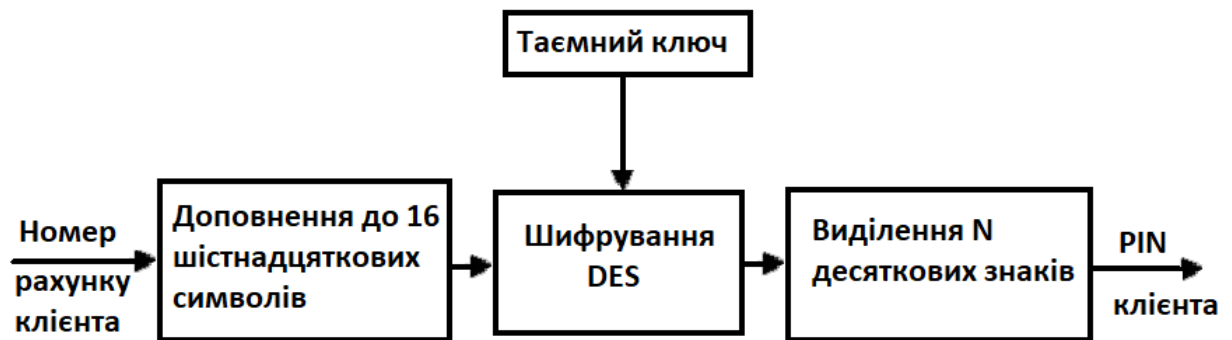 Таємний ключ
Номер
рахунку
клієнта
Доповнення до 16
шістнадцяткових
символів
Шифрування
DES
Виділення N
десяткових знаків
PIN
клієнта